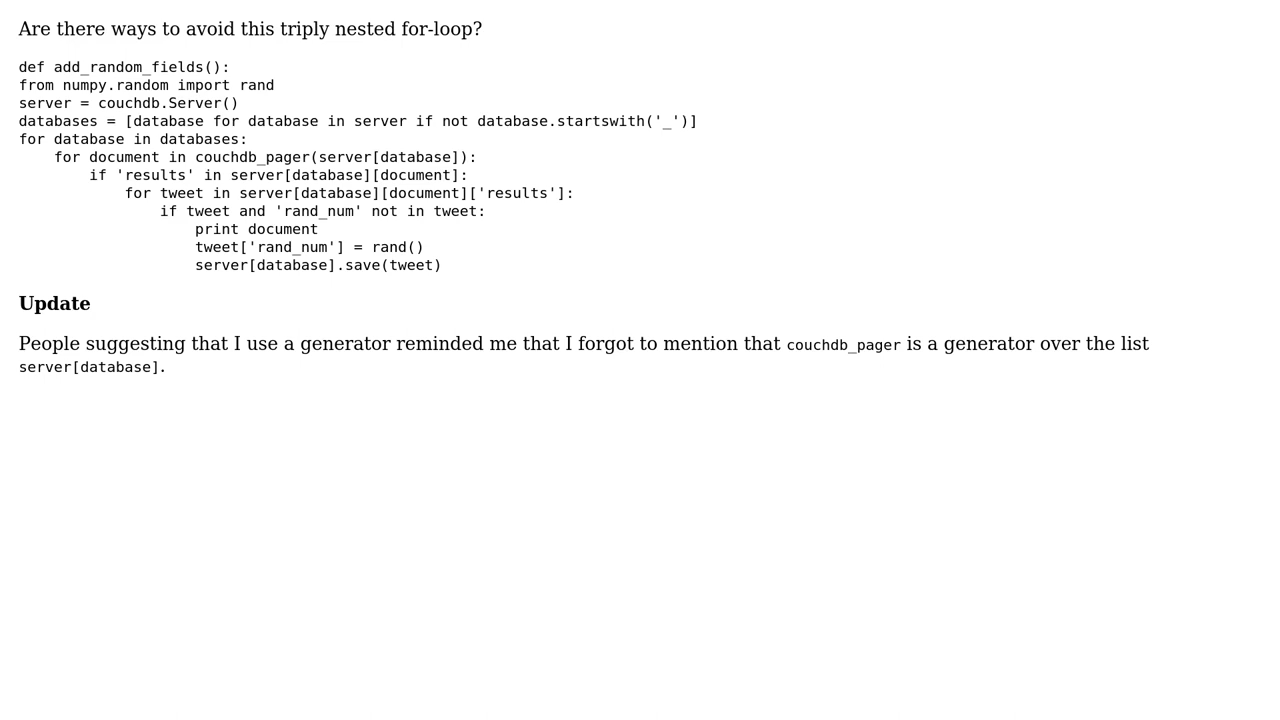 Are there ways to avoid this triply nested for-loop?
def add_random_fields():
from numpy.random import rand
server = couchdb.Server()
databases = [database for database in server if not database.startswith('_')]
for database in databases:
    for document in couchdb_pager(server[database]):
        if 'results' in server[database][document]:
            for tweet in server[database][document]['results']:
                if tweet and 'rand_num' not in tweet:
                    print document
                    tweet['rand_num'] = rand()
                    server[database].save(tweet)
Update
People suggesting that I use a generator reminded me that I forgot to mention that couchdb_pager is a generator over the list
server[database].